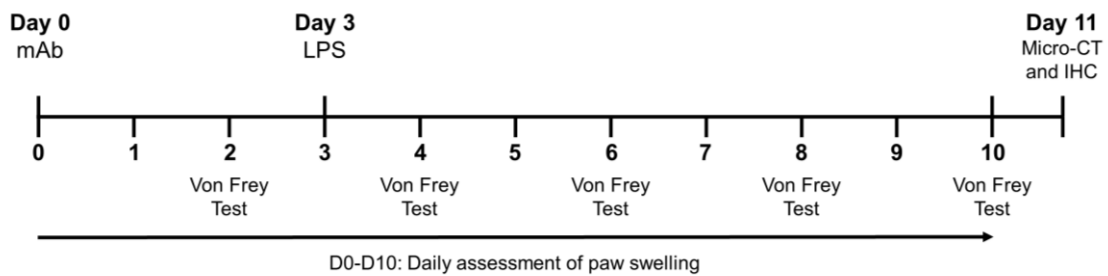 Day 0
mAb
Day 3
LPS
Day 11
Micro-CT
and IHC
0 1 2 3 4 5 6 7 8 9 10
Von Frey Von Frey Von Frey Von Frey Von Frey
Test Test Test Test Test
D0-D10: Daily assessment of paw swelling